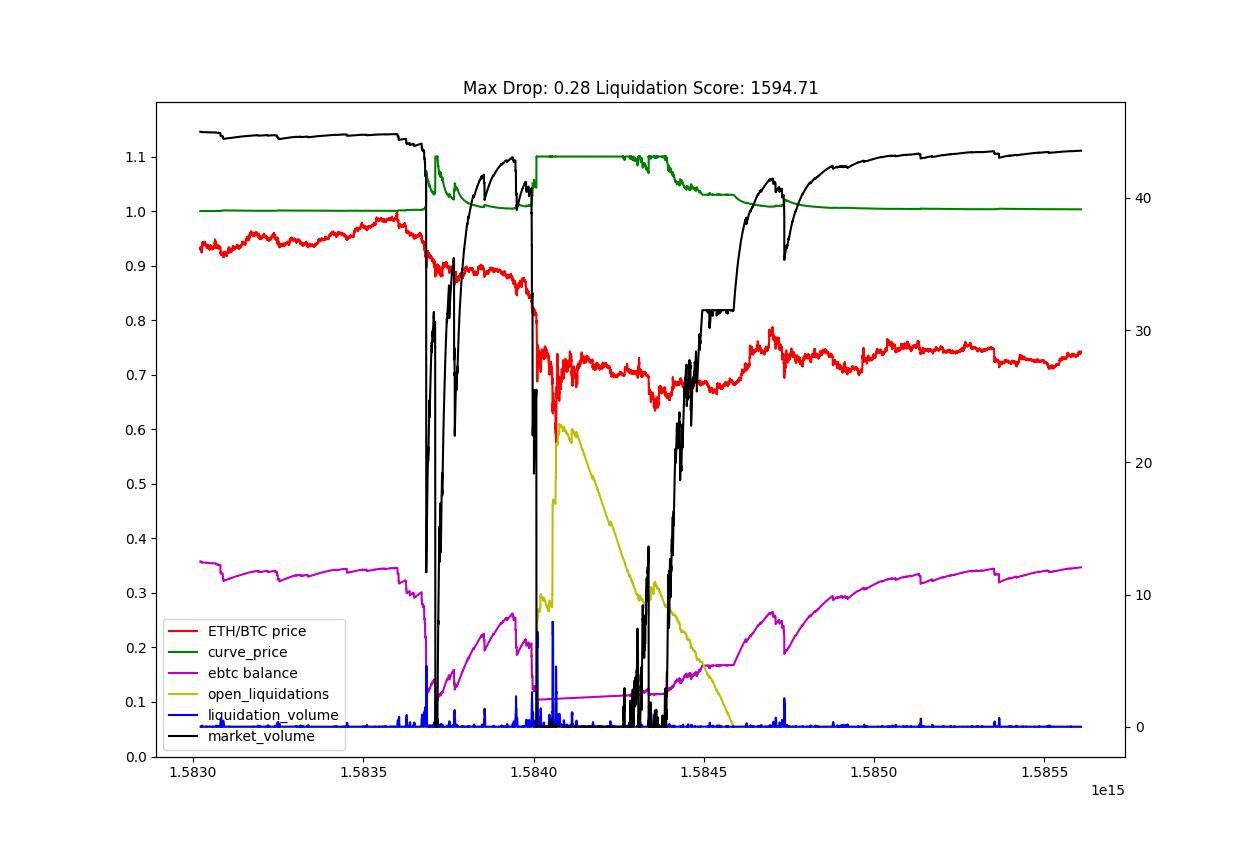 Max Drop: 0.28 Liquidation Score: 1594.71
1.1
1.0
0.9
0.8
0.7
0.6
0.5
0.4
0.3
0.2
0.1
0.0
40
30
20
10
0
ETH/BTC price
curve_price
ebtc balance
open_liquidations
liquidation_volume
market_volume
1.5830 1.5835 1.5840 1.5845 1.5850 1.5855
1e15